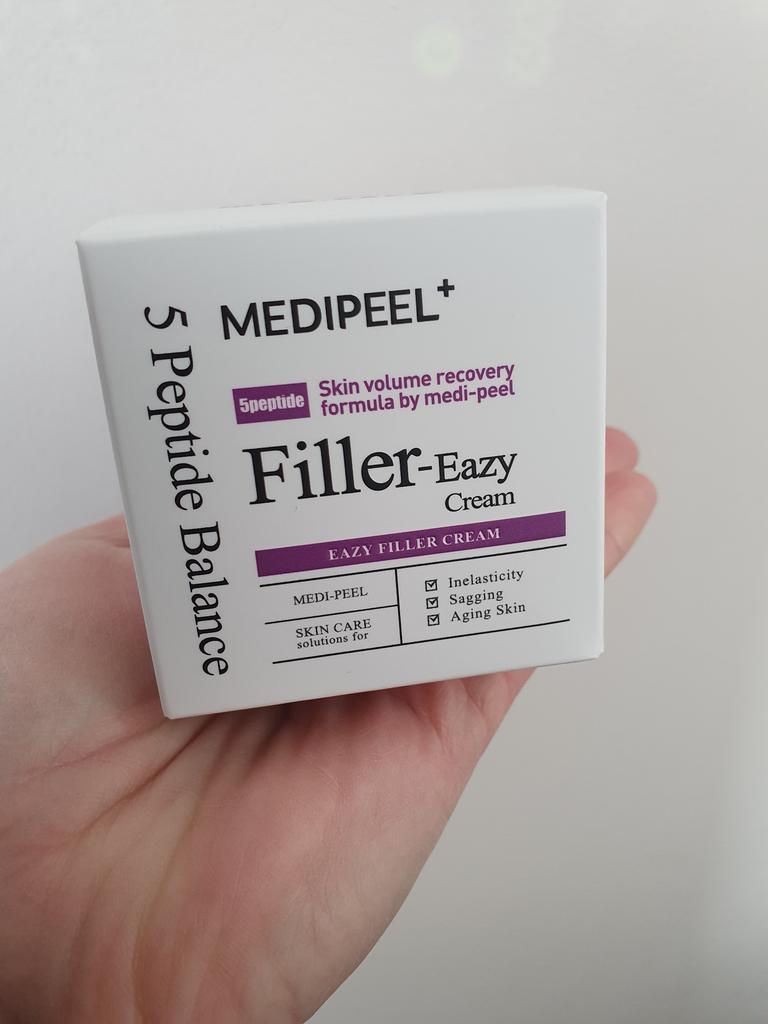 5 Peptide Balance
MEDIPEEL+
5peptide
Skin volume recovery
formula by medi-peel
Filler-Eazy
Cream
EAZY FILLER CREAM
MEDI-PEEL
SKIN CARE
solutions for
☑ Inelasticity
☑ Sagging
☑ Aging Skin